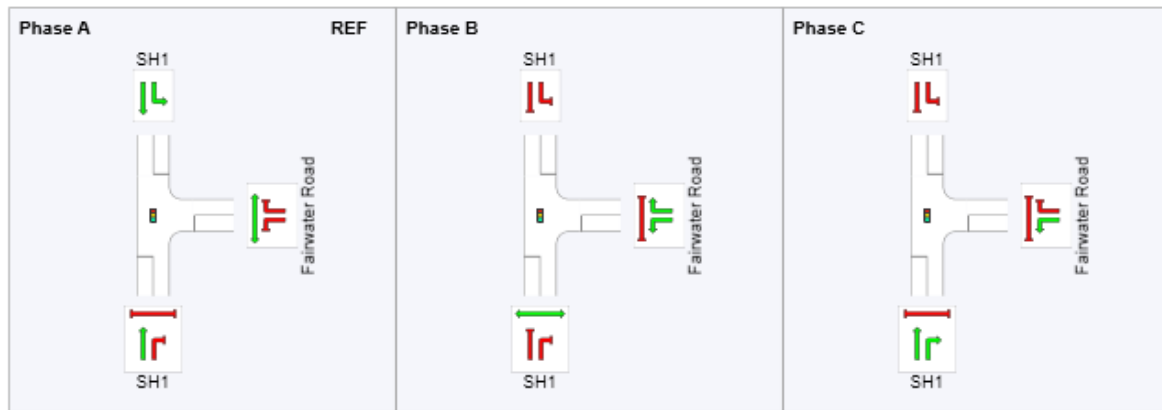 Phase A REF
SH1
Fairwater Road
SH1
Phase B
SH1
Fairwater Road
SH1
Phase C
SH1
Fairwater Road
SH1